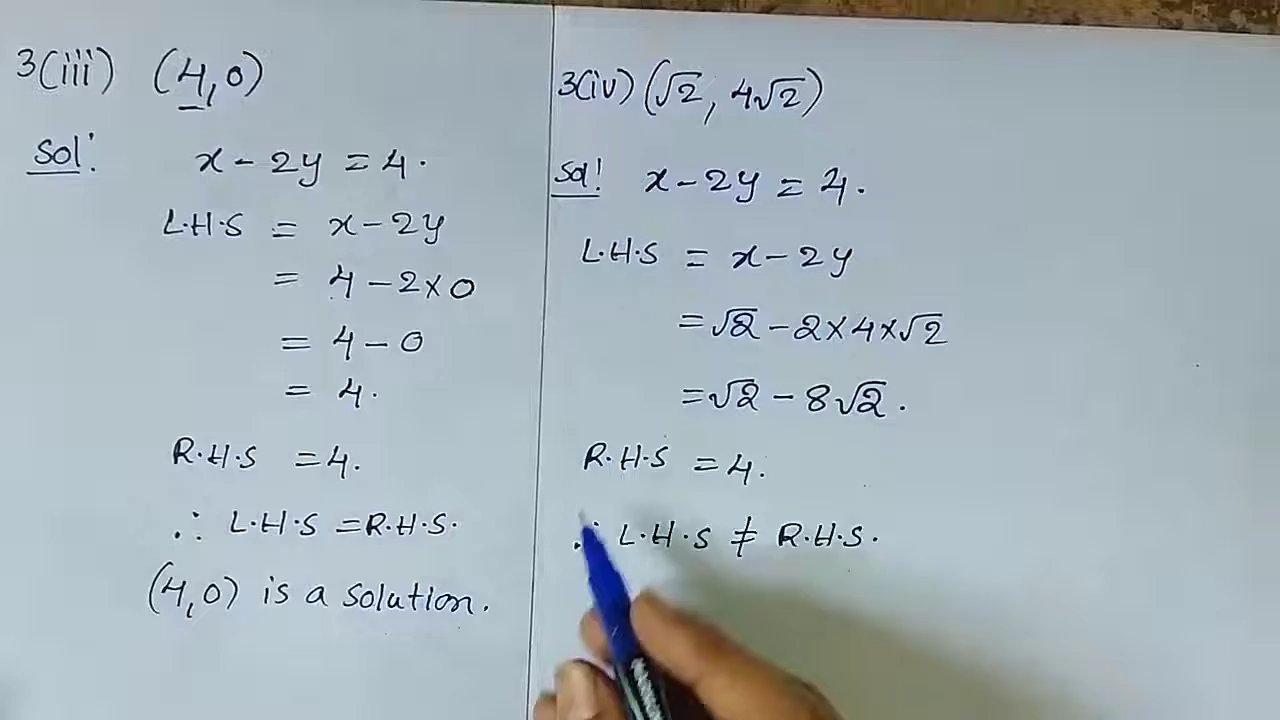 3(iii) (4,0)
Sol: x - 2y = 4.
L.H.S = x - 2y
= 4 - 2 × 0
= 4 - 0
= 4.
R.H.S = 4.
∴ L.H.S = R.H.S.
(4,0) is a solution.
3(iv) (√2, 4√2)
Sol: x - 2y = 4.
L.H.S = x - 2y
= √2 - 2 × 4 × √2
= √2 - 8√2.
R.H.S = 4.
∴ L.H.S ≠ R.H.S.